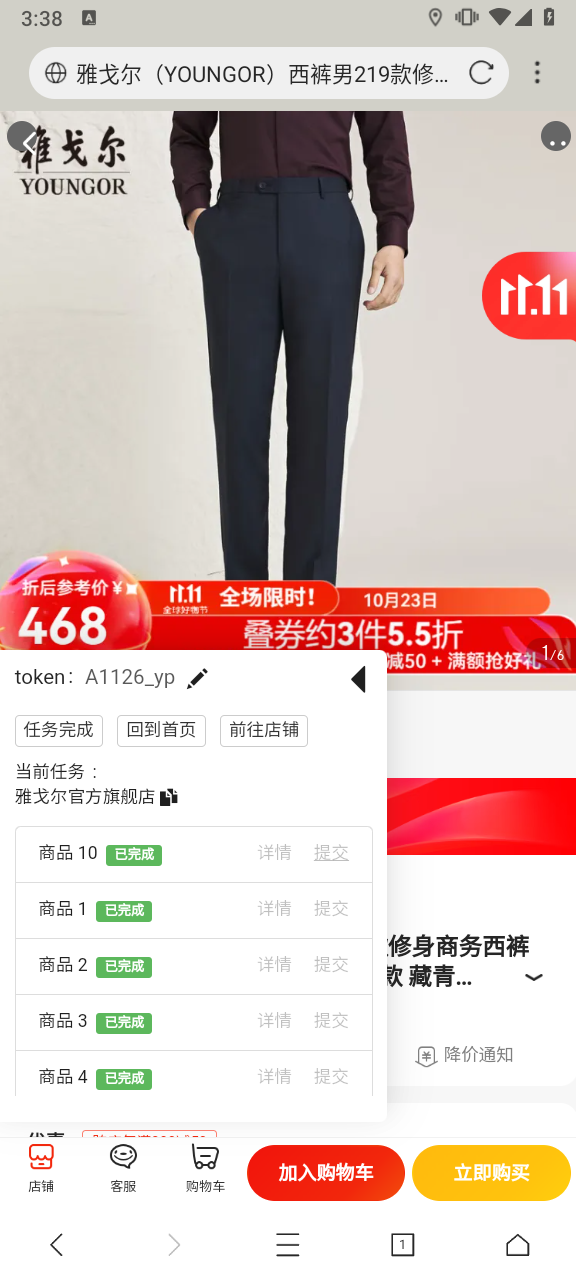 3:38
雅戈尔（YOUNGOR）西裤男219款修…
雅戈尔
YOUNGOR
11.11
折后参考价￥
468
11.11 全场限时! 10月23日
全球好物节
叠券约3件5.5折
减50 + 满额抢好礼
1/6
token: A1126_yp
任务完成 回到首页 前往店铺
当前任务 :
雅戈尔官方旗舰店
商品 10 已完成 详情 提交
商品 1 已完成 详情 提交
商品 2 已完成 详情 提交
商品 3 已完成 详情 提交
商品 4 已完成 详情 提交
修身商务西裤
款 藏青…
降价通知
优惠
店铺 客服 购物车 加入购物车 立即购买
1